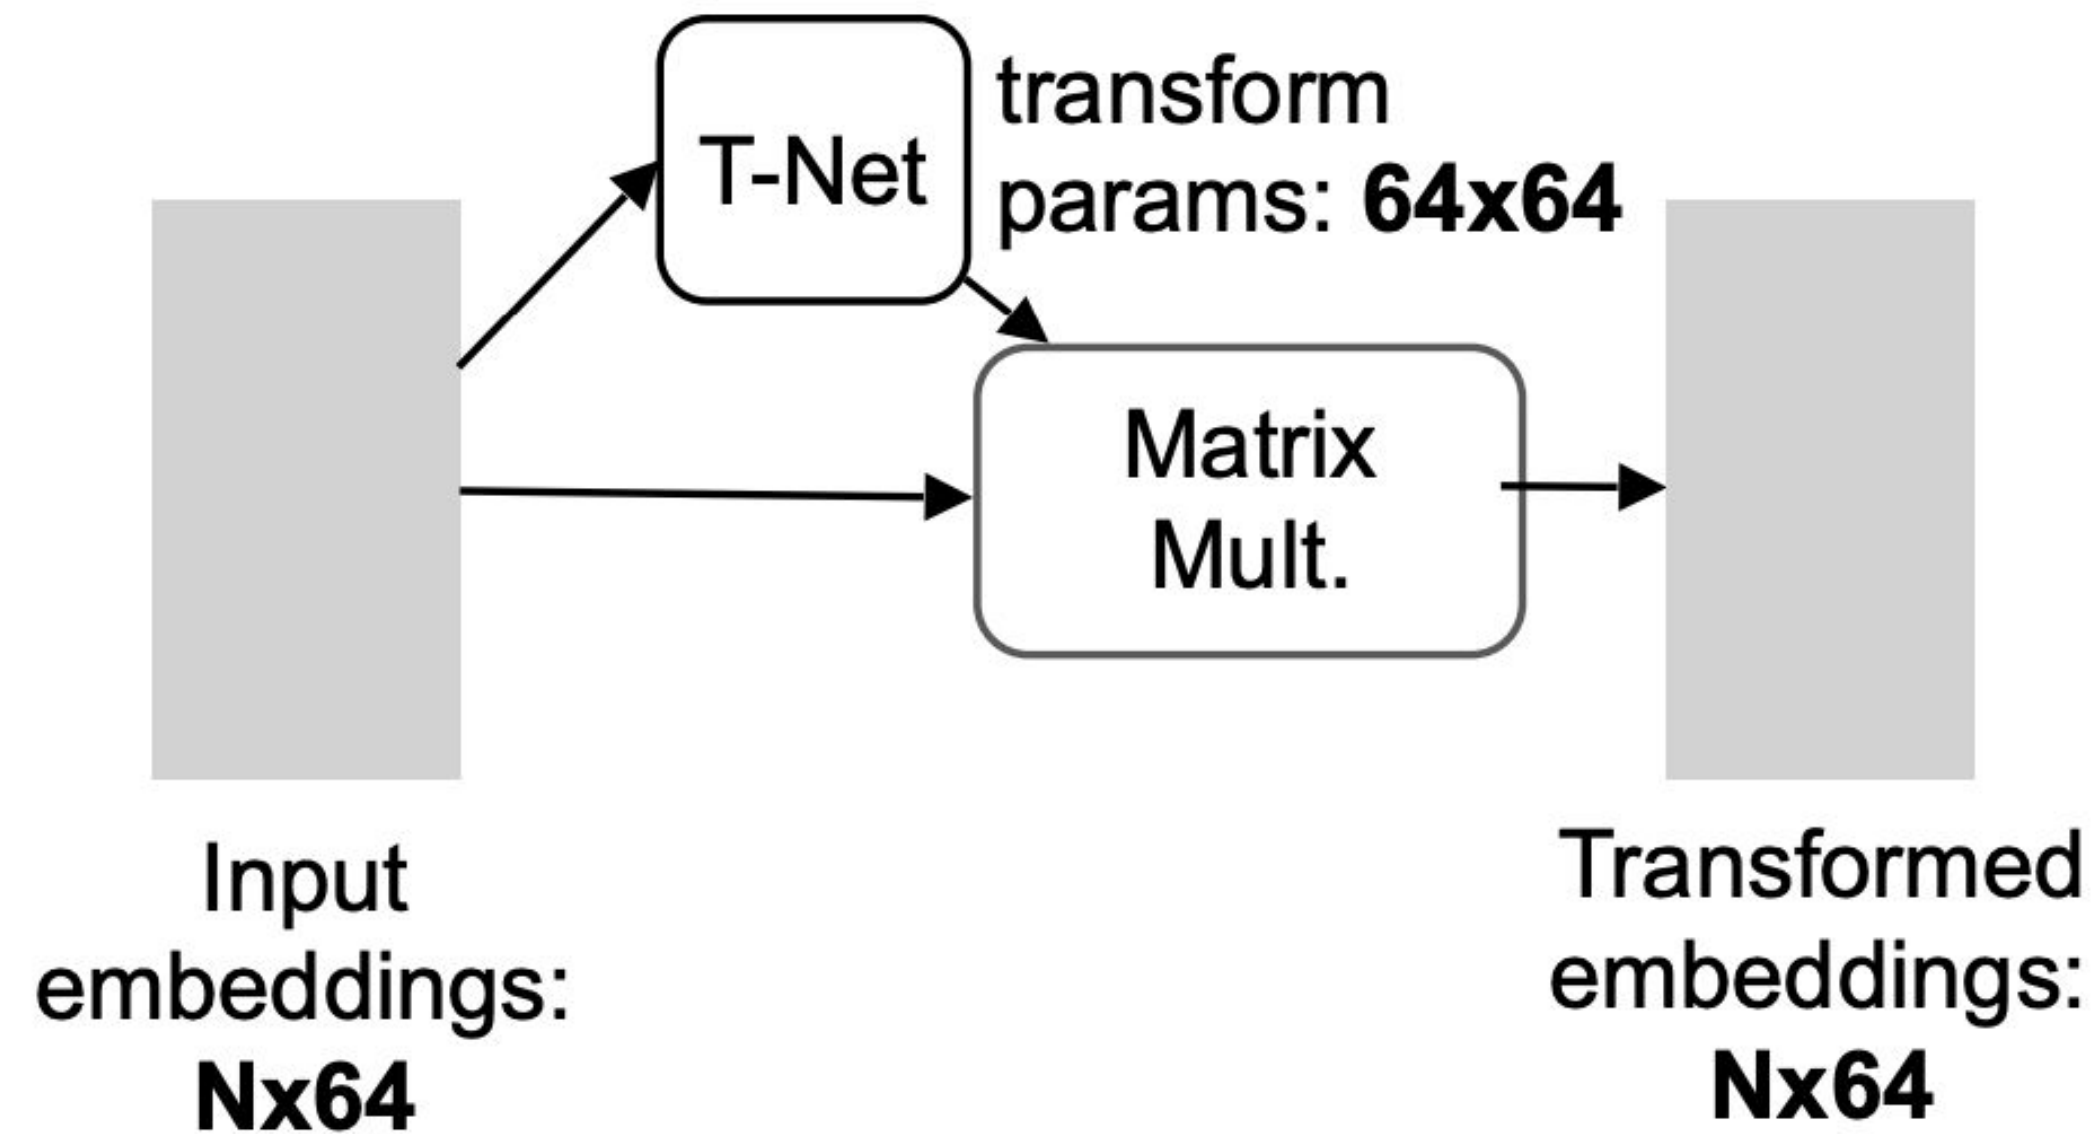 T-Net
transform
params: 64x64
Matrix
Mult.
Input
embeddings:
Nx64
Transformed
embeddings:
Nx64